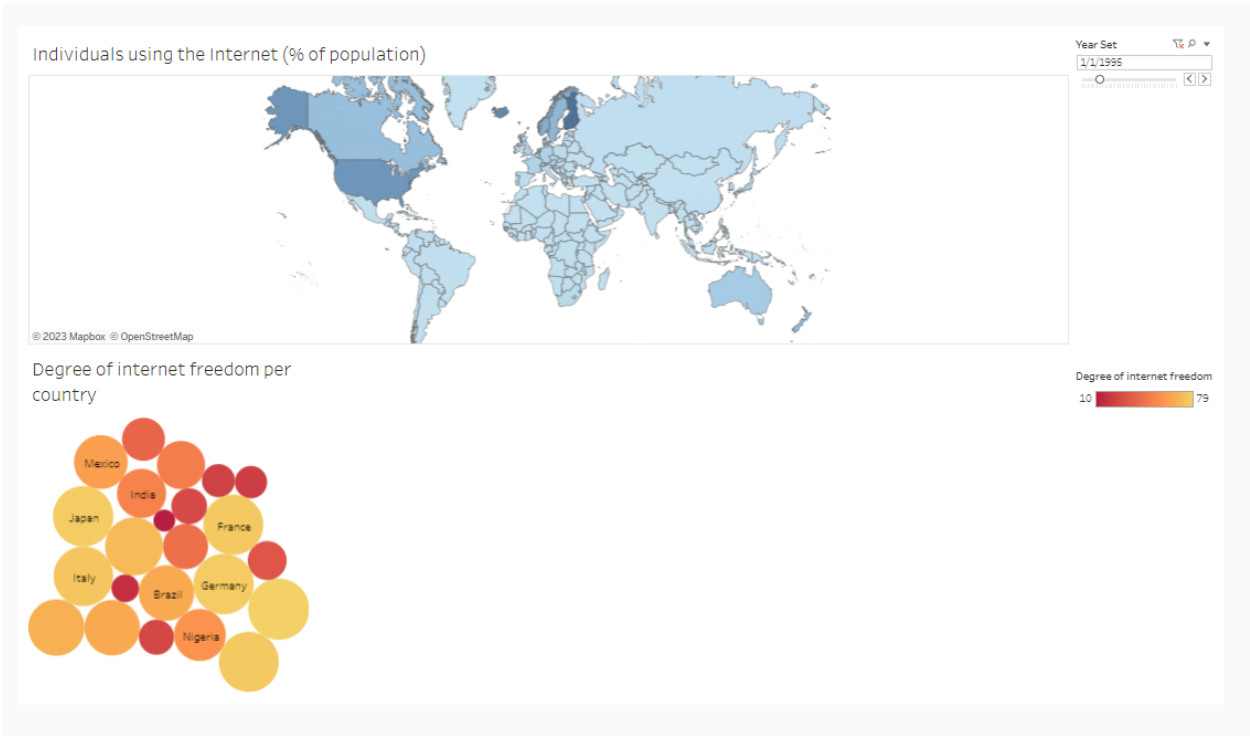 Individuals using the Internet (% of population)
Year Set
1/1/1995
© 2023 Mapbox © OpenStreetMap
Degree of internet freedom per
country
Degree of internet freedom
10 79
Mexico
India
Japan
France
Italy
Germany
Brazil
Nigeria